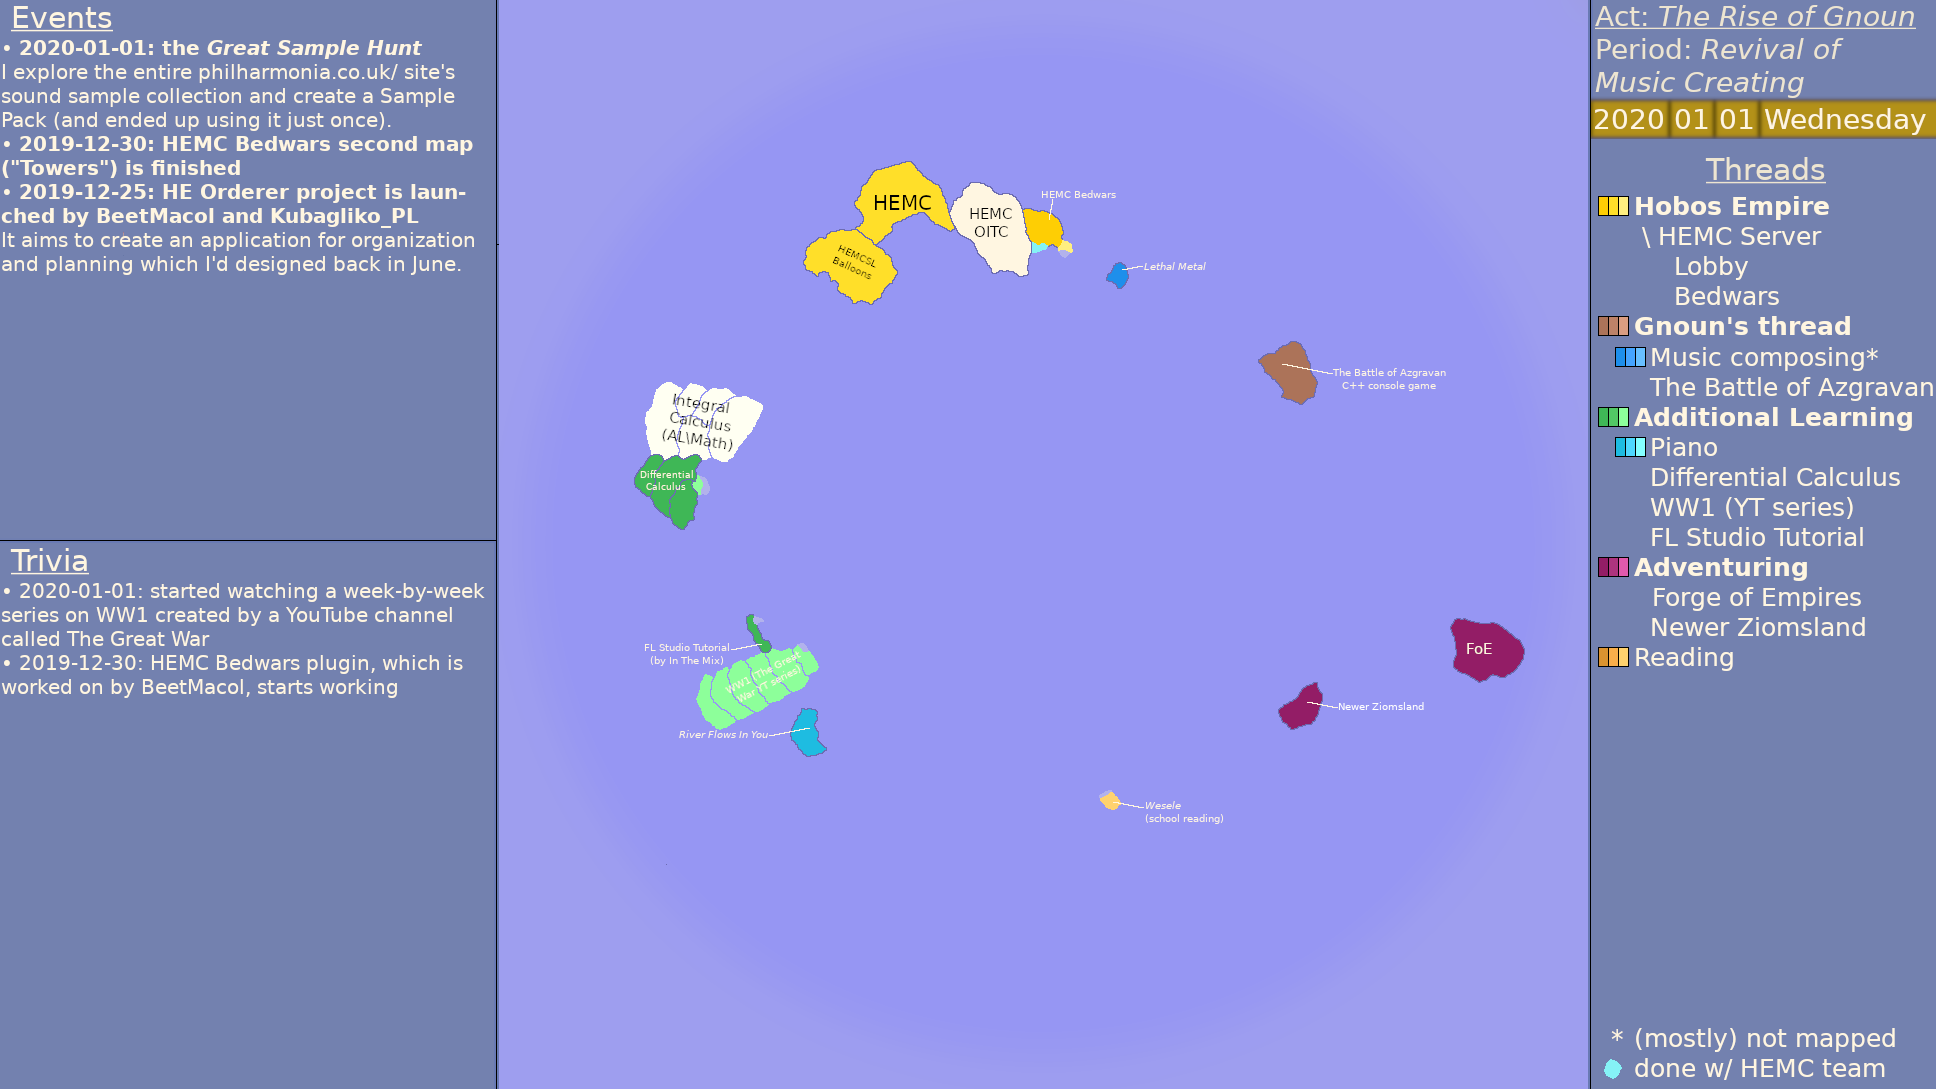 Events
• 2020-01-01: the Great Sample Hunt
I explore the entire philharmonia.co.uk/ site's
sound sample collection and create a Sample
Pack (and ended up using it just once).
• 2019-12-30: HEMC Bedwars second map
("Towers") is finished
• 2019-12-25: HE Orderer project is laun-
ched by BeetMacol and Kubagliko_PL
It aims to create an application for organization
and planning which I'd designed back in June.
Trivia
• 2020-01-01: started watching a week-by-week
series on WW1 created by a YouTube channel
called The Great War
• 2019-12-30: HEMC Bedwars plugin, which is
worked on by BeetMacol, starts working
HEMC
HEMCSL
Balloons
HEMC
OITC
HEMC Bedwars
Lethal Metal
The Battle of Azgravan
C++ console game
Integral
Calculus
(AL\Math)
Differential
Calculus
FL Studio Tutorial
(by In The Mix)
WW1 (The Great
War YT series)
River Flows In You
FoE
Newer Ziomsland
Wesele
(school reading)
Act: The Rise of Gnoun
Period: Revival of
Music Creating
2020 01 01 Wednesday
Threads
Hobos Empire
\ HEMC Server
Lobby
Bedwars
Gnoun's thread
Music composing*
The Battle of Azgravan
Additional Learning
Piano
Differential Calculus
WW1 (YT series)
FL Studio Tutorial
Adventuring
Forge of Empires
Newer Ziomsland
Reading
* (mostly) not mapped
done w/ HEMC team